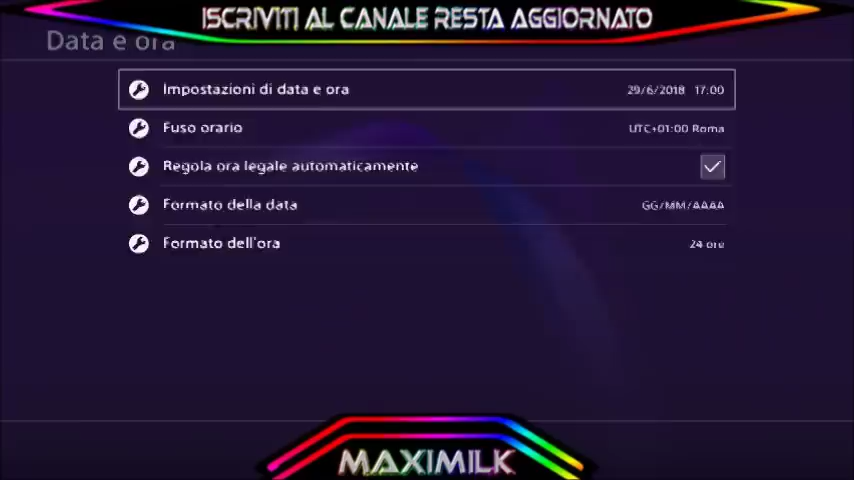 ISCRIVITI AL CANALE RESTA AGGIORNATO
Data e ora
Impostazioni di data e ora 29/6/2018 17:00
Fuso orario UTC+01:00 Roma
Regola ora legale automaticamente
Formato della data GG/MM/AAAA
Formato dell'ora 24 ore
MAXIMILK